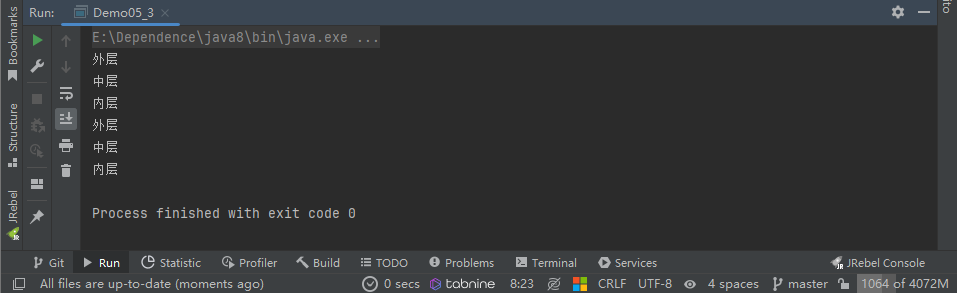 Run: Demo05_3
E:\Dependence\java8\bin\java.exe ...
外层
中层
内层
外层
中层
内层
Process finished with exit code 0
Bookmarks
Structure
JRebel
Git Run Statistic Profiler Build TODO Problems Terminal Services JRebel Console
All files are up-to-date (moments ago) 0 secs tabnine 8:23 CRLF UTF-8 4 spaces master 1064 of 4072M